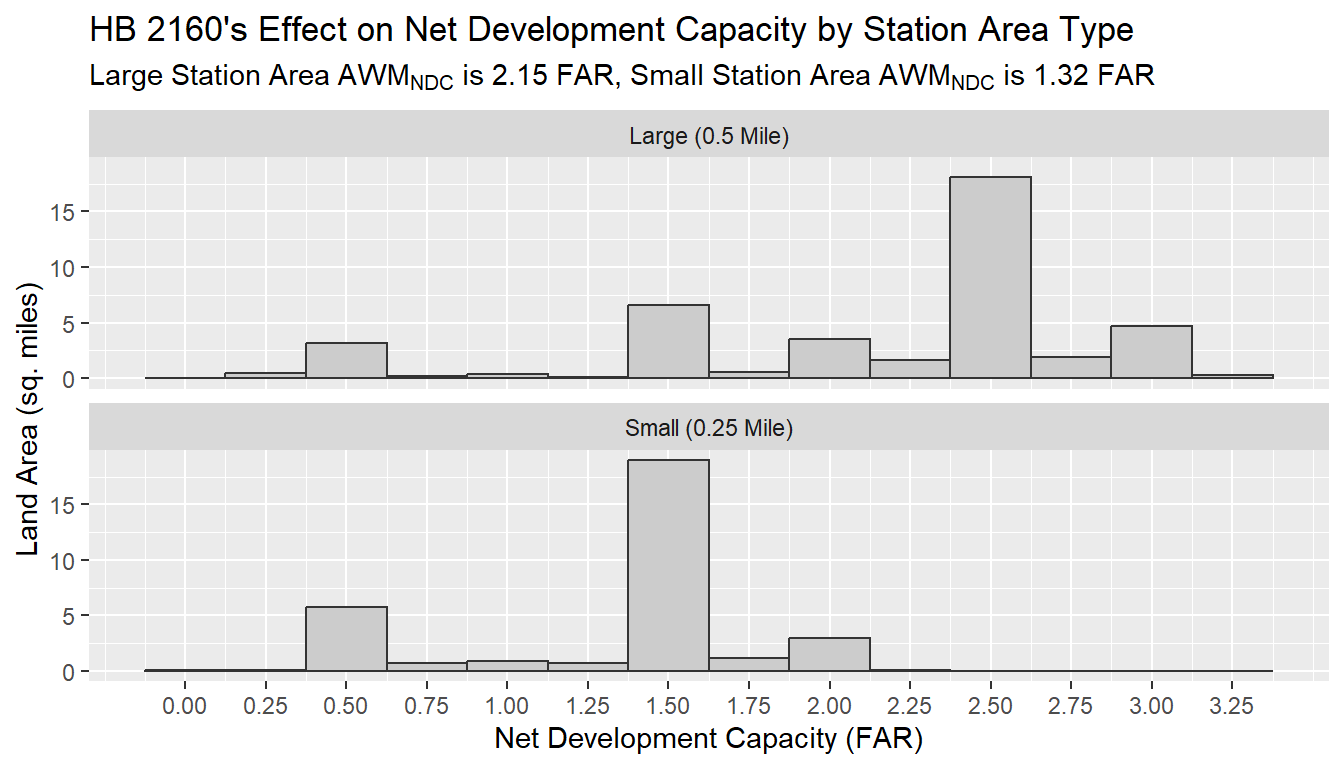 HB 2160's Effect on Net Development Capacity by Station Area Type
Large Station Area AWM_NDC is 2.15 FAR, Small Station Area AWM_NDC is 1.32 FAR
Large (0.5 Mile)
15
10
5
0
Land Area (sq. miles)
Small (0.25 Mile)
15
10
5
0
0.00 0.25 0.50 0.75 1.00 1.25 1.50 1.75 2.00 2.25 2.50 2.75 3.00 3.25
Net Development Capacity (FAR)